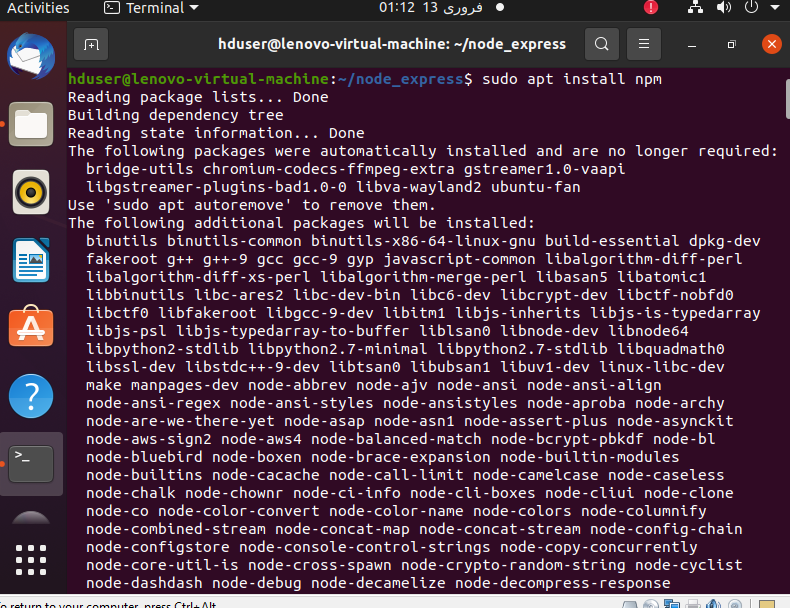 Activities
Terminal
01:12 13 فوری
hduser@lenovo-virtual-machine: ~/node_express
hduser@lenovo-virtual-machine:~/node_express$ sudo apt install npm
Reading package lists... Done
Building dependency tree
Reading state information... Done
The following packages were automatically installed and are no longer required:
bridge-utils chromium-codecs-ffmpeg-extra gstreamer1.0-vaapi
libgstreamer-plugins-bad1.0-0 libva-wayland2 ubuntu-fan
Use 'sudo apt autoremove' to remove them.
The following additional packages will be installed:
binutils binutils-common binutils-x86-64-linux-gnu build-essential dpkg-dev
fakeroot g++ g++-9 gcc gcc-9 gyp javascript-common libalgorithm-diff-perl
libalgorithm-diff-xs-perl libalgorithm-merge-perl libasan5 libatomic1
libbinutils libc-ares2 libc-dev-bin libc6-dev libcrypt-dev libctf-nobfd0
libctf0 libfakeroot libgcc-9-dev libitm1 libjs-inherits libjs-is-typedarray
libjs-psl libjs-typedarray-to-buffer liblsan0 libnode-dev libnode64
libpython2-stdlib libpython2.7-minimal libpython2.7-stdlib libquadmath0
libssl-dev libstdc++-9-dev libtsan0 libubsan1 libuv1-dev linux-libc-dev
make manpages-dev node-abbrev node-ajv node-ansi node-ansi-align
node-ansi-regex node-ansi-styles node-ansistyles node-aproba node-archy
node-are-we-there-yet node-asap node-asn1 node-assert-plus node-asynckit
node-aws-sign2 node-aws4 node-balanced-match node-bcrypt-pbkdf node-bl
node-bluebird node-boxen node-brace-expansion node-builtin-modules
node-builtins node-cacache node-call-limit node-camelcase node-caseless
node-chalk node-chownr node-ci-info node-cli-boxes node-cliui node-clone
node-co node-color-convert node-color-name node-colors node-columnify
node-combined-stream node-concat-map node-concat-stream node-config-chain
node-configstore node-console-control-strings node-copy-concurrently
node-core-util-is node-cross-spawn node-crypto-random-string node-cyclist
node-dashdash node-debug node-decamelize node-decompress-response
o return to your computer, press Ctrl+Alt.